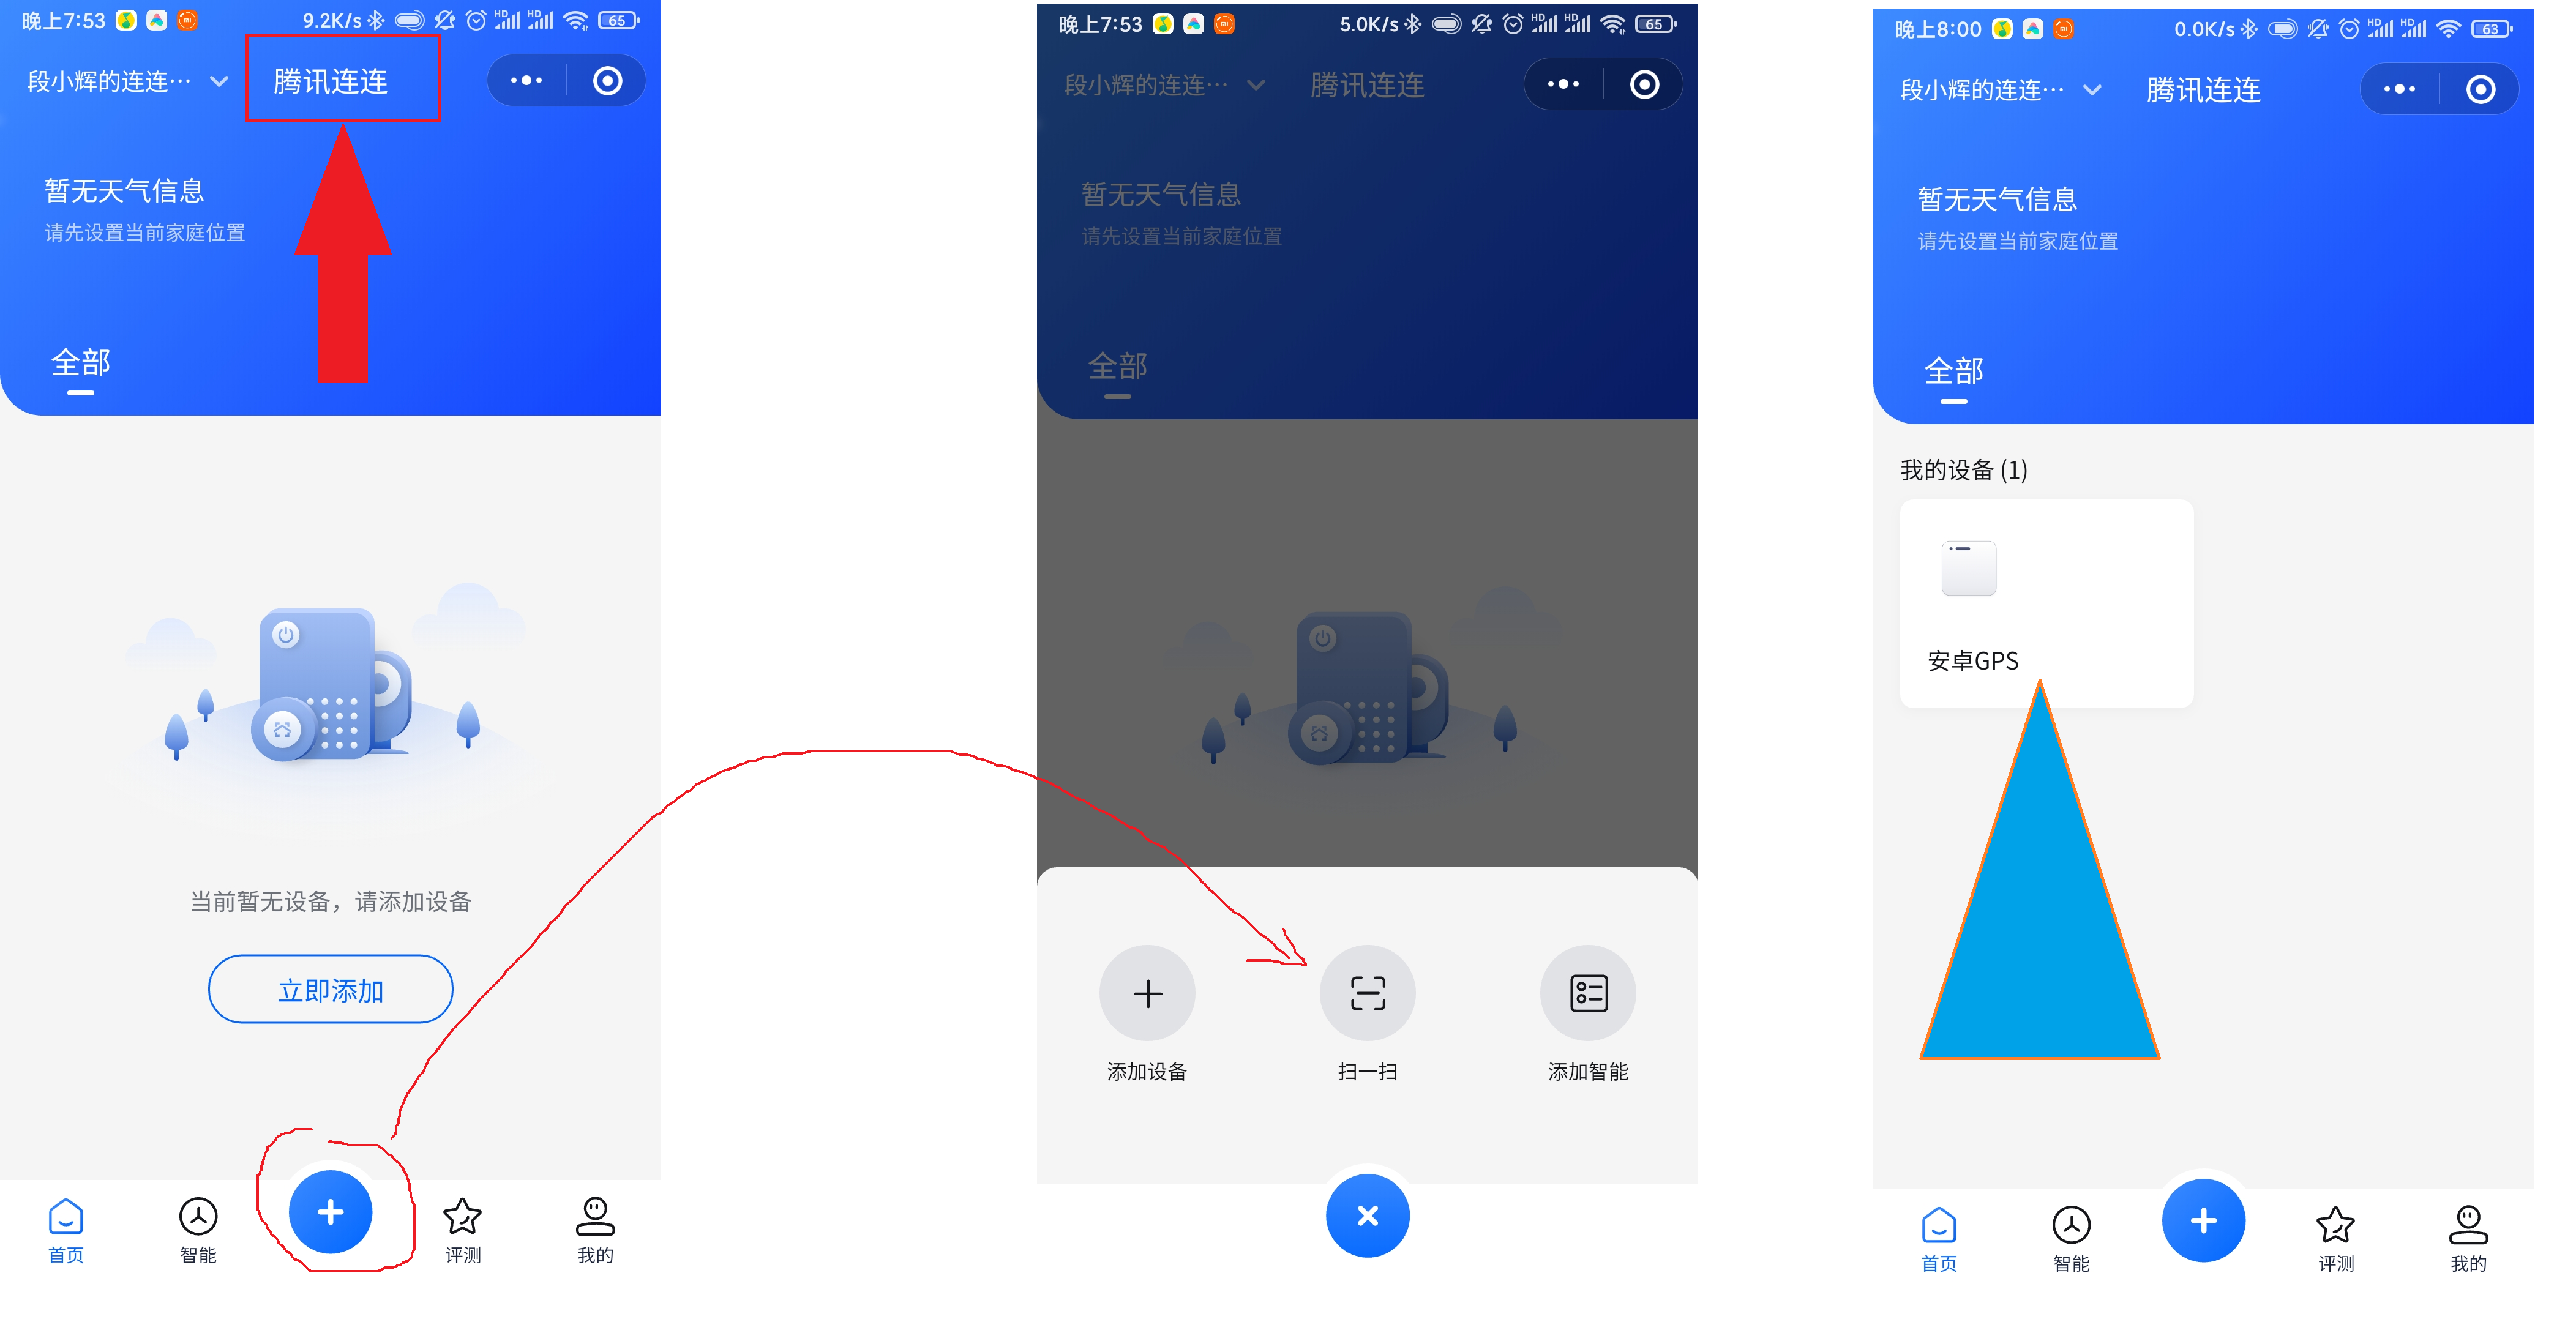 晚上7:53
9.2K/s
HD
HD
65
段小辉的连连…
腾讯连连
暂无天气信息
请先设置当前家庭位置
全部
当前暂无设备，请添加设备
立即添加
首页
智能
评测
我的
晚上7:53
5.0K/s
HD
HD
65
段小辉的连连…
腾讯连连
暂无天气信息
请先设置当前家庭位置
全部
添加设备
扫一扫
添加智能
晚上8:00
0.0K/s
HD
HD
63
段小辉的连连…
腾讯连连
暂无天气信息
请先设置当前家庭位置
全部
我的设备 (1)
安卓GPS
首页
智能
评测
我的